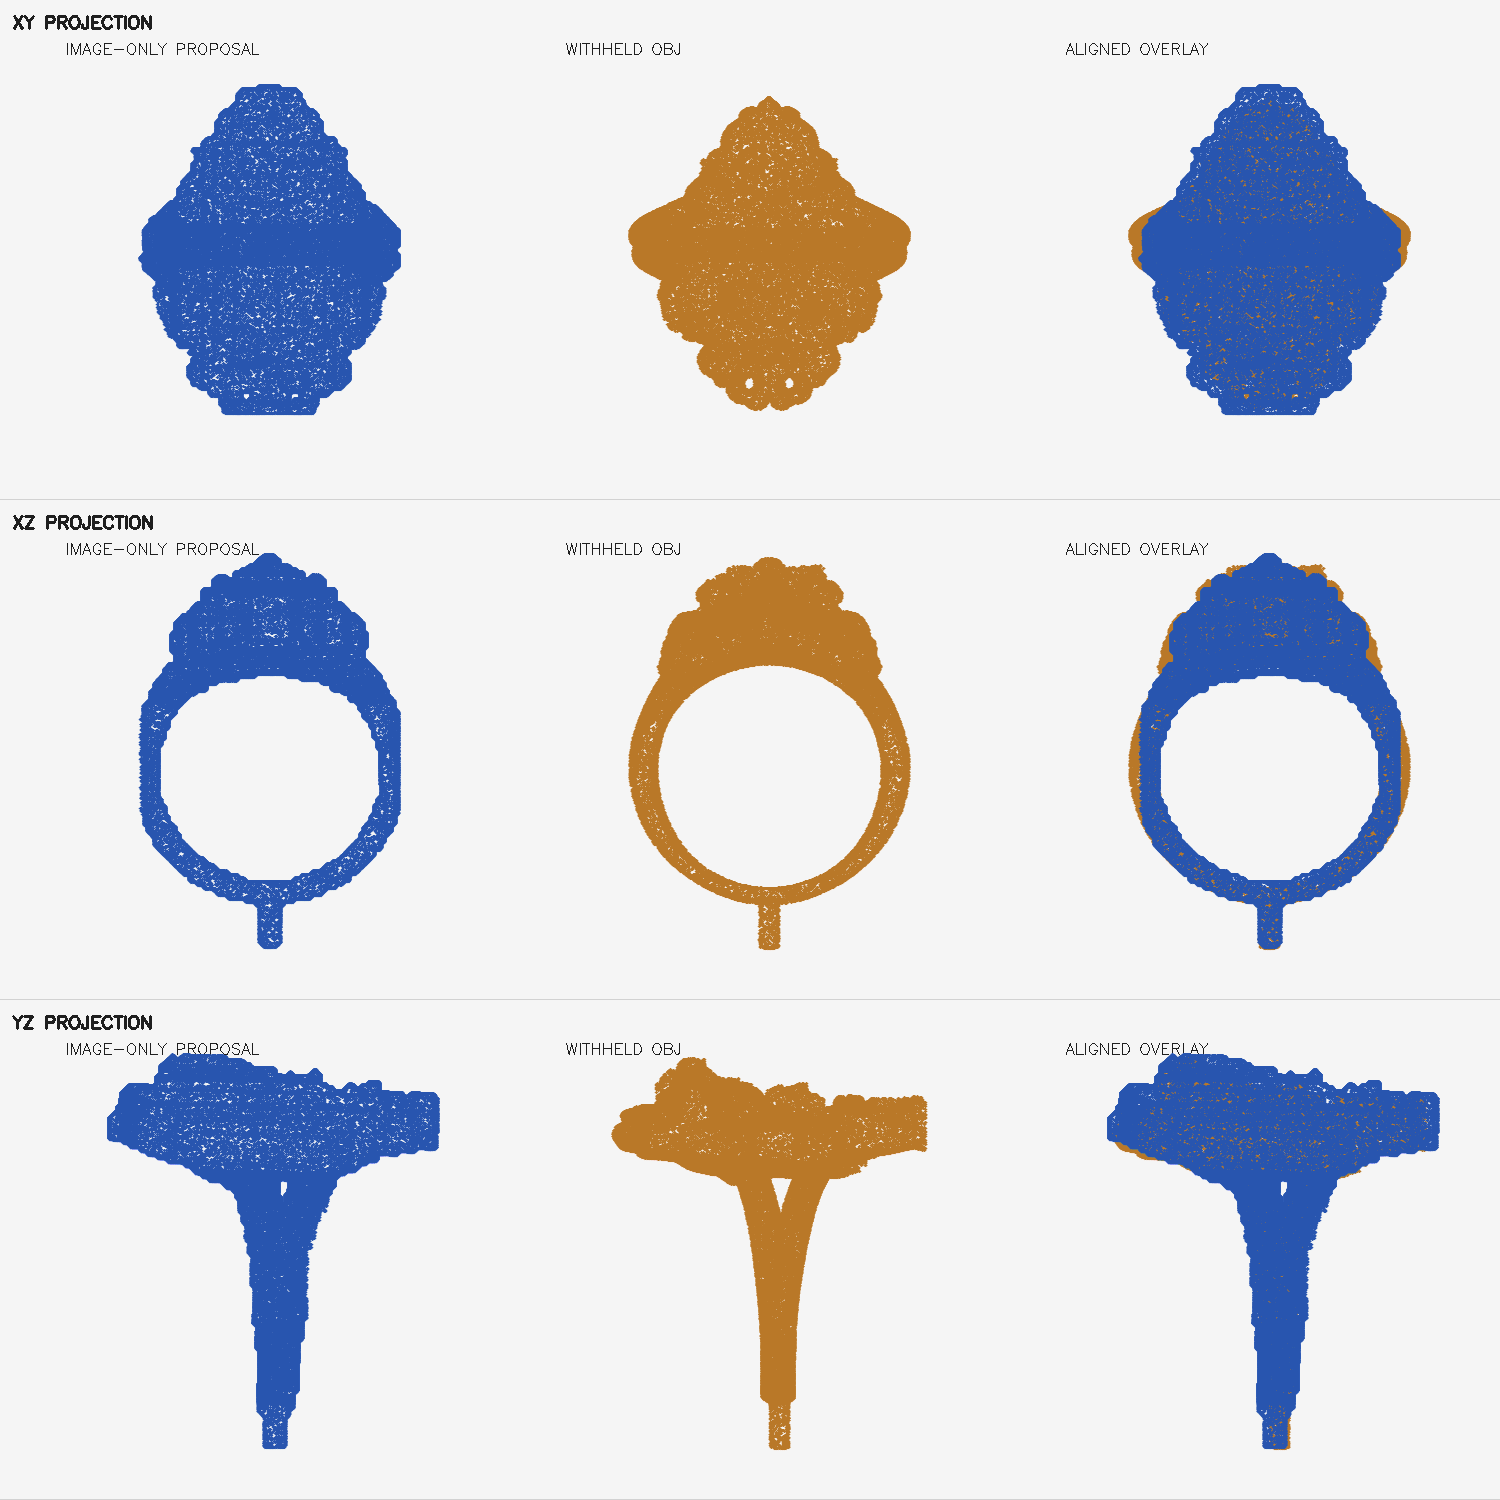 XY PROJECTION
IMAGE-ONLY PROPOSAL
WITHHELD OBJ
ALIGNED OVERLAY
XZ PROJECTION
IMAGE-ONLY PROPOSAL
WITHHELD OBJ
ALIGNED OVERLAY
YZ PROJECTION
IMAGE-ONLY PROPOSAL
WITHHELD OBJ
ALIGNED OVERLAY